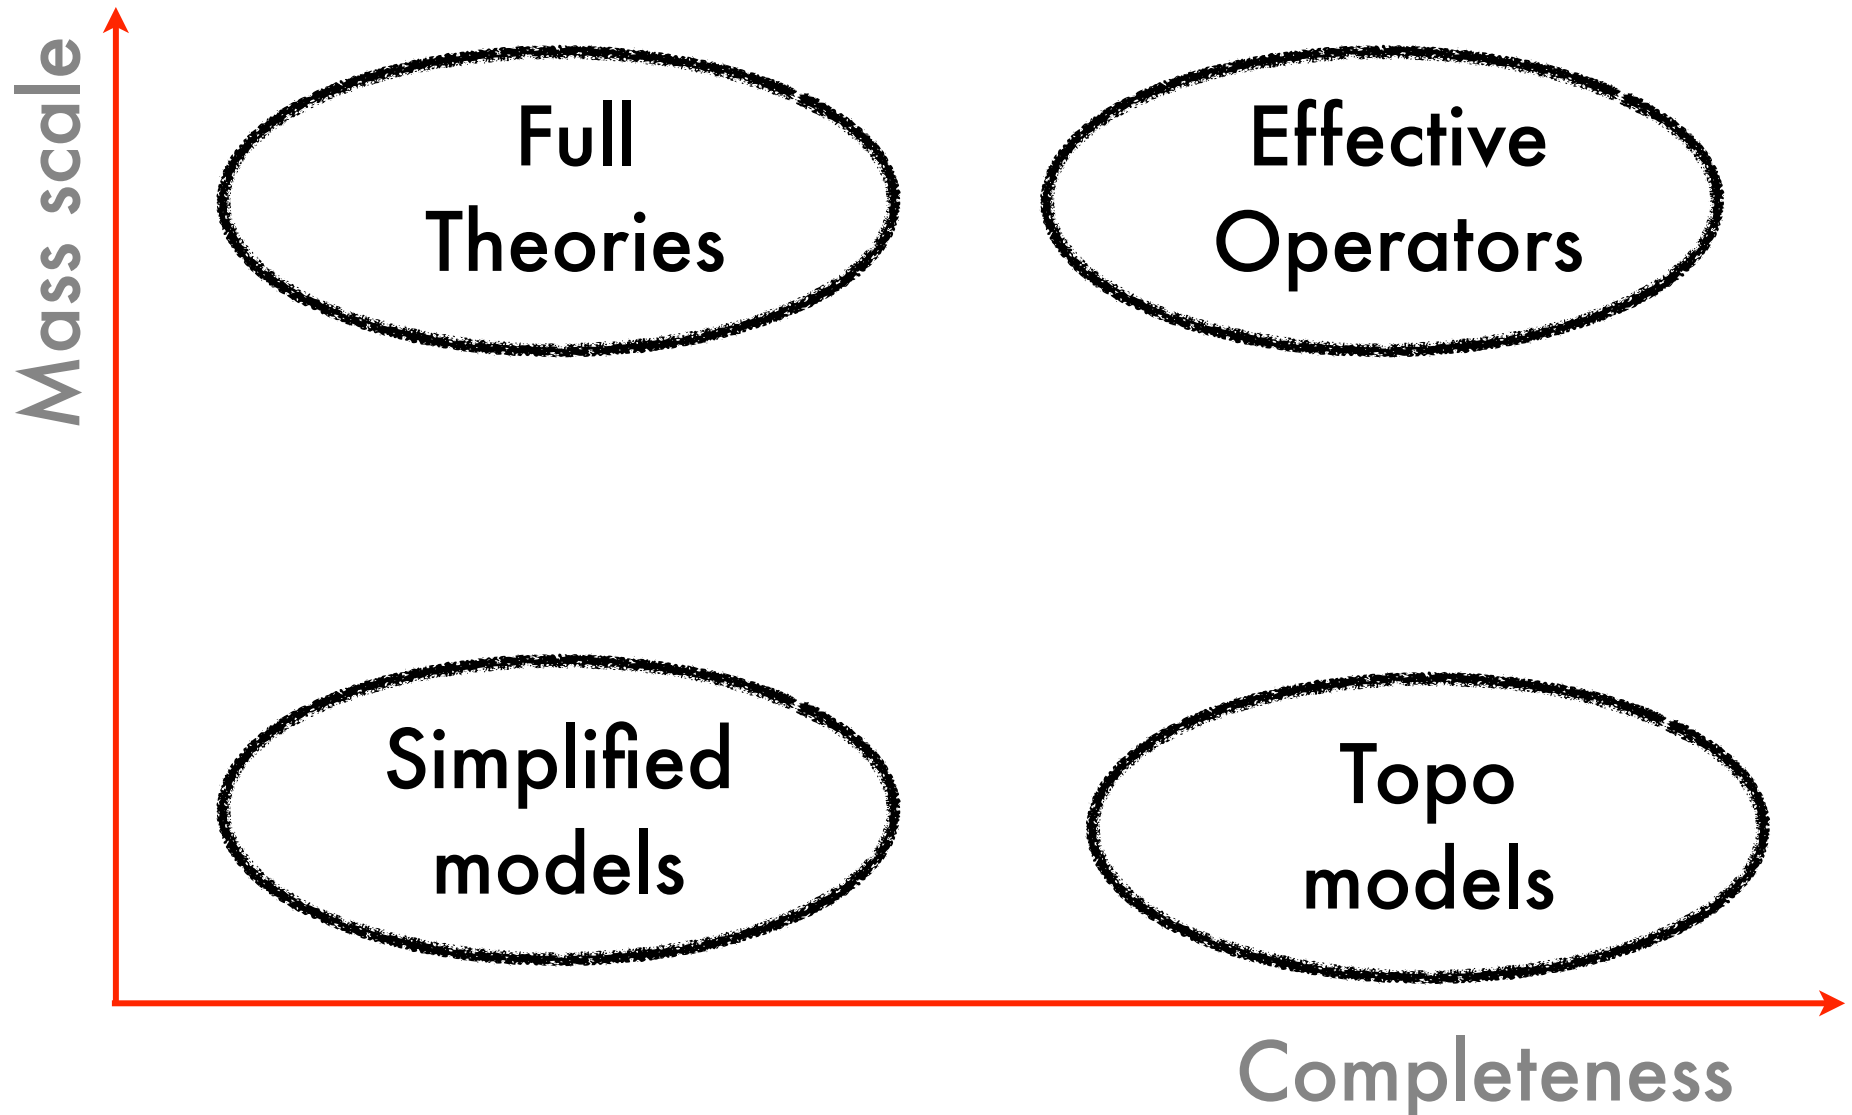 Mass scale
Full
Theories
Effective
Operators
Simplified
models
Topo
models
Completeness